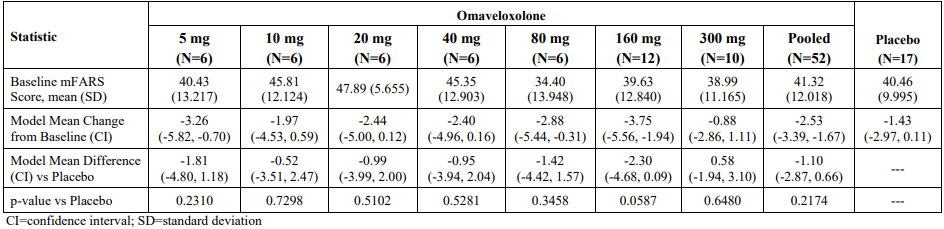 Omaveloxolone
Statistic 5 mg 10 mg 20 mg 40 mg 80 mg 160 mg 300 mg Pooled Placebo
(N=6) (N=6) (N=6) (N=6) (N=6) (N=12) (N=10) (N=52) (N=17)
Baseline mFARS 40.43 45.81 47.89 (5.655) 45.35 34.40 39.63 38.99 41.32 40.46
Score, mean (SD) (13.217) (12.124) (12.903) (13.948) (12.840) (11.165) (12.018) (9.995)
Model Mean Change -3.26 -1.97 -2.44 -2.40 -2.88 -3.75 -0.88 -2.53 -1.43
from Baseline (CI) (-5.82, -0.70) (-4.53, 0.59) (-5.00, 0.12) (-4.96, 0.16) (-5.44, -0.31) (-5.56, -1.94) (-2.86, 1.11) (-3.39, -1.67) (-2.97, 0.11)
Model Mean Difference -1.81 -0.52 -0.99 -0.95 -1.42 -2.30 0.58 -1.10 ---
(CI) vs Placebo (-4.80, 1.18) (-3.51, 2.47) (-3.99, 2.00) (-3.94, 2.04) (-4.42, 1.57) (-4.68, 0.09) (-1.94, 3.10) (-2.87, 0.66)
p-value vs Placebo 0.2310 0.7298 0.5102 0.5281 0.3458 0.0587 0.6480 0.2174 ---
CI=confidence interval; SD=standard deviation